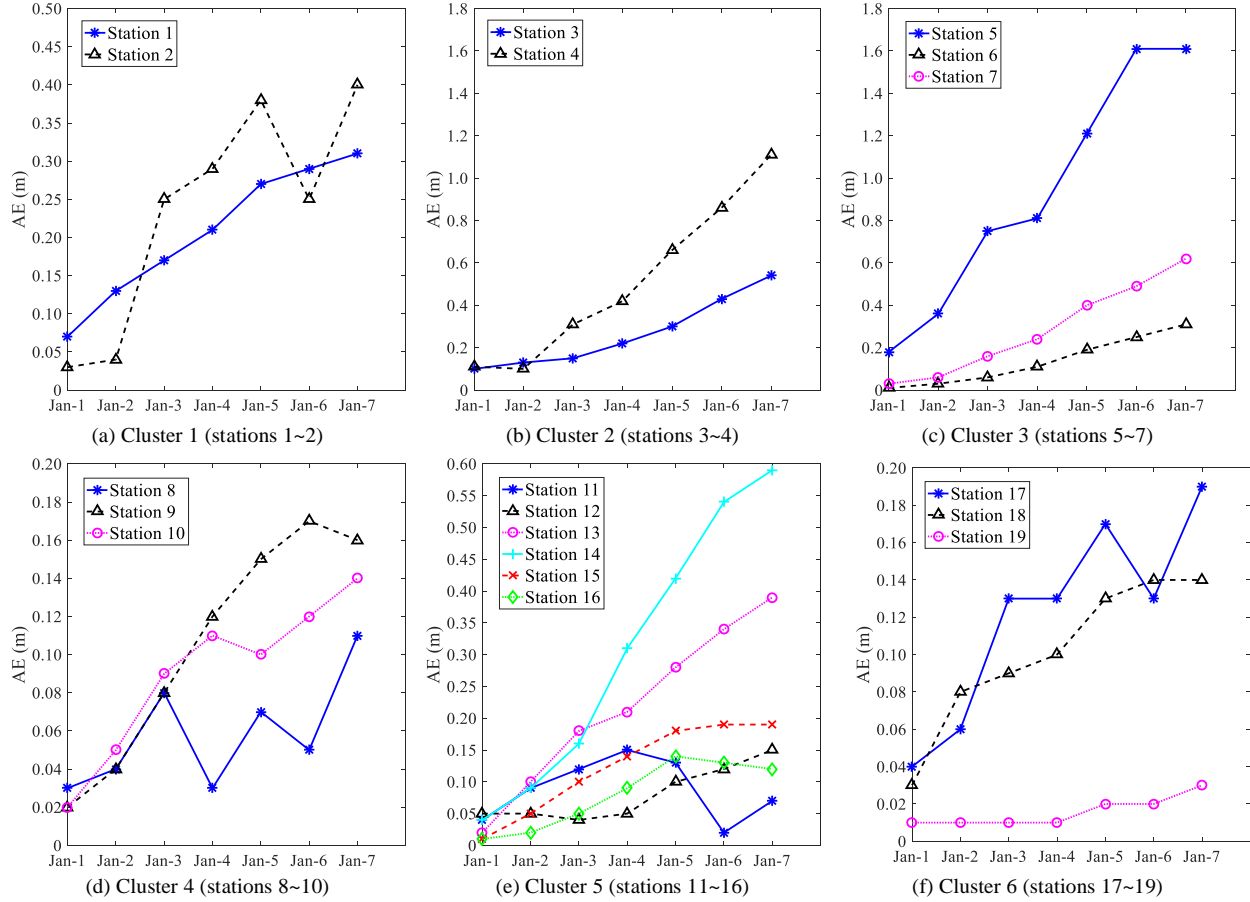 0.50
0.45
0.40
0.35
0.30
0.25
0.20
0.15
0.10
0.05
0
AE (m)
Station 1
Station 2
Jan-1 Jan-2 Jan-3 Jan-4 Jan-5 Jan-6 Jan-7
(a) Cluster 1 (stations 1~2)
1.8
1.6
1.4
1.2
1.0
0.8
0.6
0.4
0.2
0
AE (m)
Station 3
Station 4
Jan-1 Jan-2 Jan-3 Jan-4 Jan-5 Jan-6 Jan-7
(b) Cluster 2 (stations 3~4)
1.8
1.6
1.4
1.2
1.0
0.8
0.6
0.4
0.2
0
AE (m)
Station 5
Station 6
Station 7
Jan-1 Jan-2 Jan-3 Jan-4 Jan-5 Jan-6 Jan-7
(c) Cluster 3 (stations 5~7)
0.20
0.18
0.16
0.14
0.12
0.10
0.08
0.06
0.04
0.02
0
AE (m)
Station 8
Station 9
Station 10
Jan-1 Jan-2 Jan-3 Jan-4 Jan-5 Jan-6 Jan-7
(d) Cluster 4 (stations 8~10)
0.60
0.55
0.50
0.45
0.40
0.35
0.30
0.25
0.20
0.15
0.10
0.05
0
AE (m)
Station 11
Station 12
Station 13
Station 14
Station 15
Station 16
Jan-1 Jan-2 Jan-3 Jan-4 Jan-5 Jan-6 Jan-7
(e) Cluster 5 (stations 11~16)
0.20
0.18
0.16
0.14
0.12
0.10
0.08
0.06
0.04
0.02
0
AE (m)
Station 17
Station 18
Station 19
Jan-1 Jan-2 Jan-3 Jan-4 Jan-5 Jan-6 Jan-7
(f) Cluster 6 (stations 17~19)